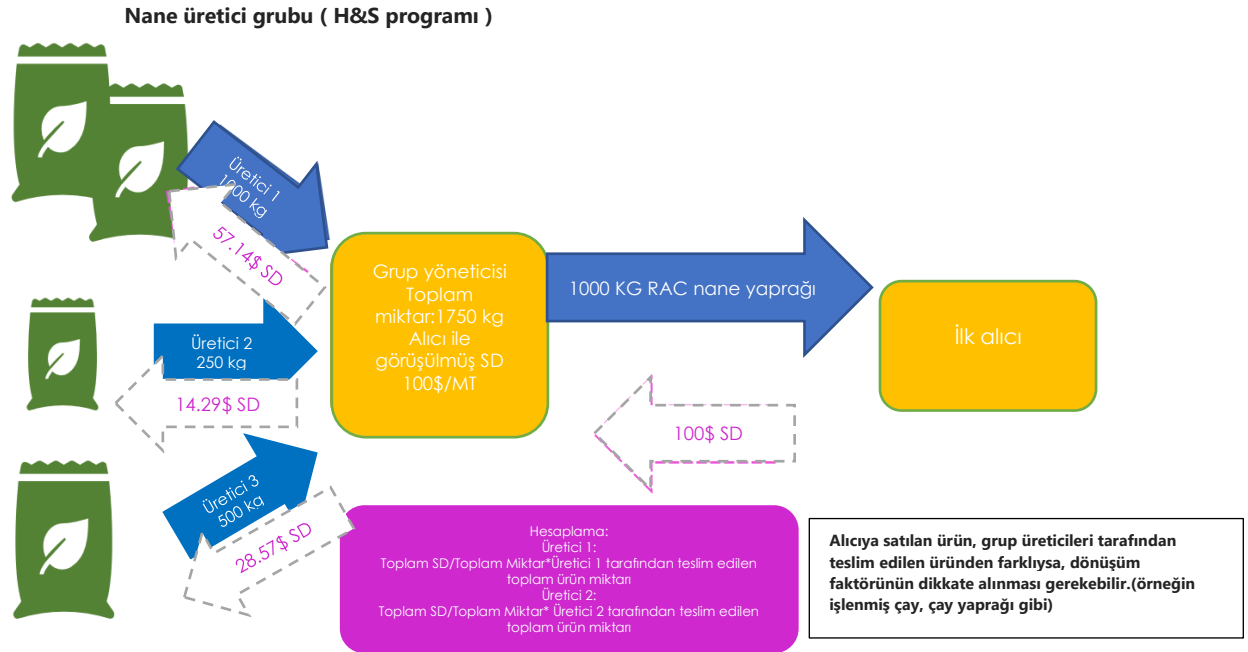 Nane üretici grubu ( H&S programı )
Üretici 1
1000 kg
57.14$ SD
Üretici 2
250 kg
14.29$ SD
Üretici 3
500 kg
28.57$ SD
Grup yöneticisi
Toplam
miktar:1750 kg
Alıcı ile
görüşülmüş SD
100$/MT
1000 KG RAC nane yaprağı
İlk alıcı
100$ SD
Hesaplama:
Üretici 1:
Toplam SD/Toplam Miktar*Üretici 1 tarafından teslim edilen
toplam ürün miktarı
Üretici 2:
Toplam SD/Toplam Miktar* Üretici 2 tarafından teslim edilen
toplam ürün miktarı
Alıcıya satılan ürün, grup üreticileri tarafından
teslim edilen üründen farklıysa, dönüşüm
faktörünün dikkate alınması gerekebilir.(örneğin
işlenmiş çay, çay yaprağı gibi)